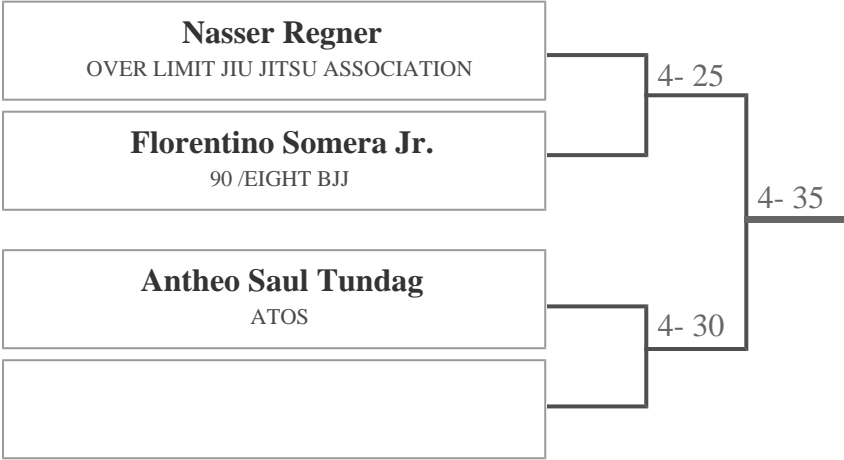 Nasser Regner
OVER LIMIT JIU JITSU ASSOCIATION
4- 25
Florentino Somera Jr.
90 /EIGHT BJJ
4- 35
Antheo Saul Tundag
ATOS
4- 30